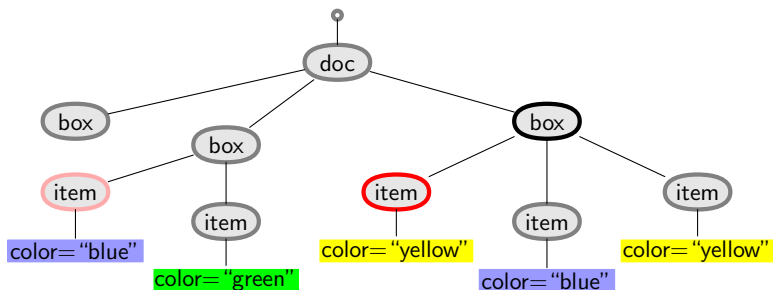 doc
box
box
box
item
item
item
item
item
color=“blue”
color=“green”
color=“yellow”
color=“blue”
color=“yellow”